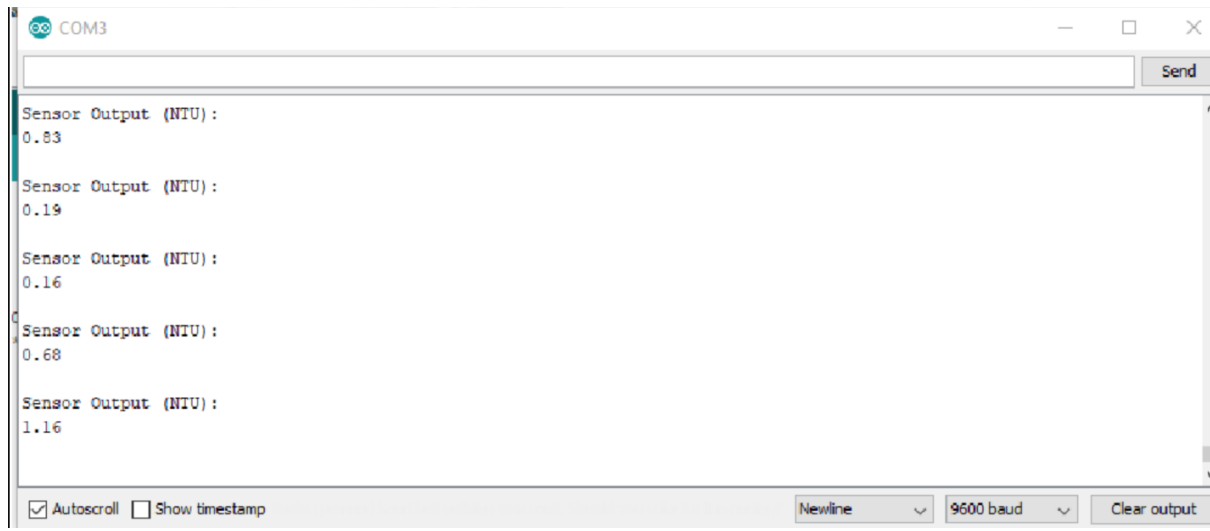 COM3
Send
Sensor Output (NTU):
0.83
Sensor Output (NTU):
0.19
Sensor Output (NTU):
0.16
Sensor Output (NTU):
0.68
Sensor Output (NTU):
1.16
Autoscroll Show timestamp Newline 9600 baud Clear output